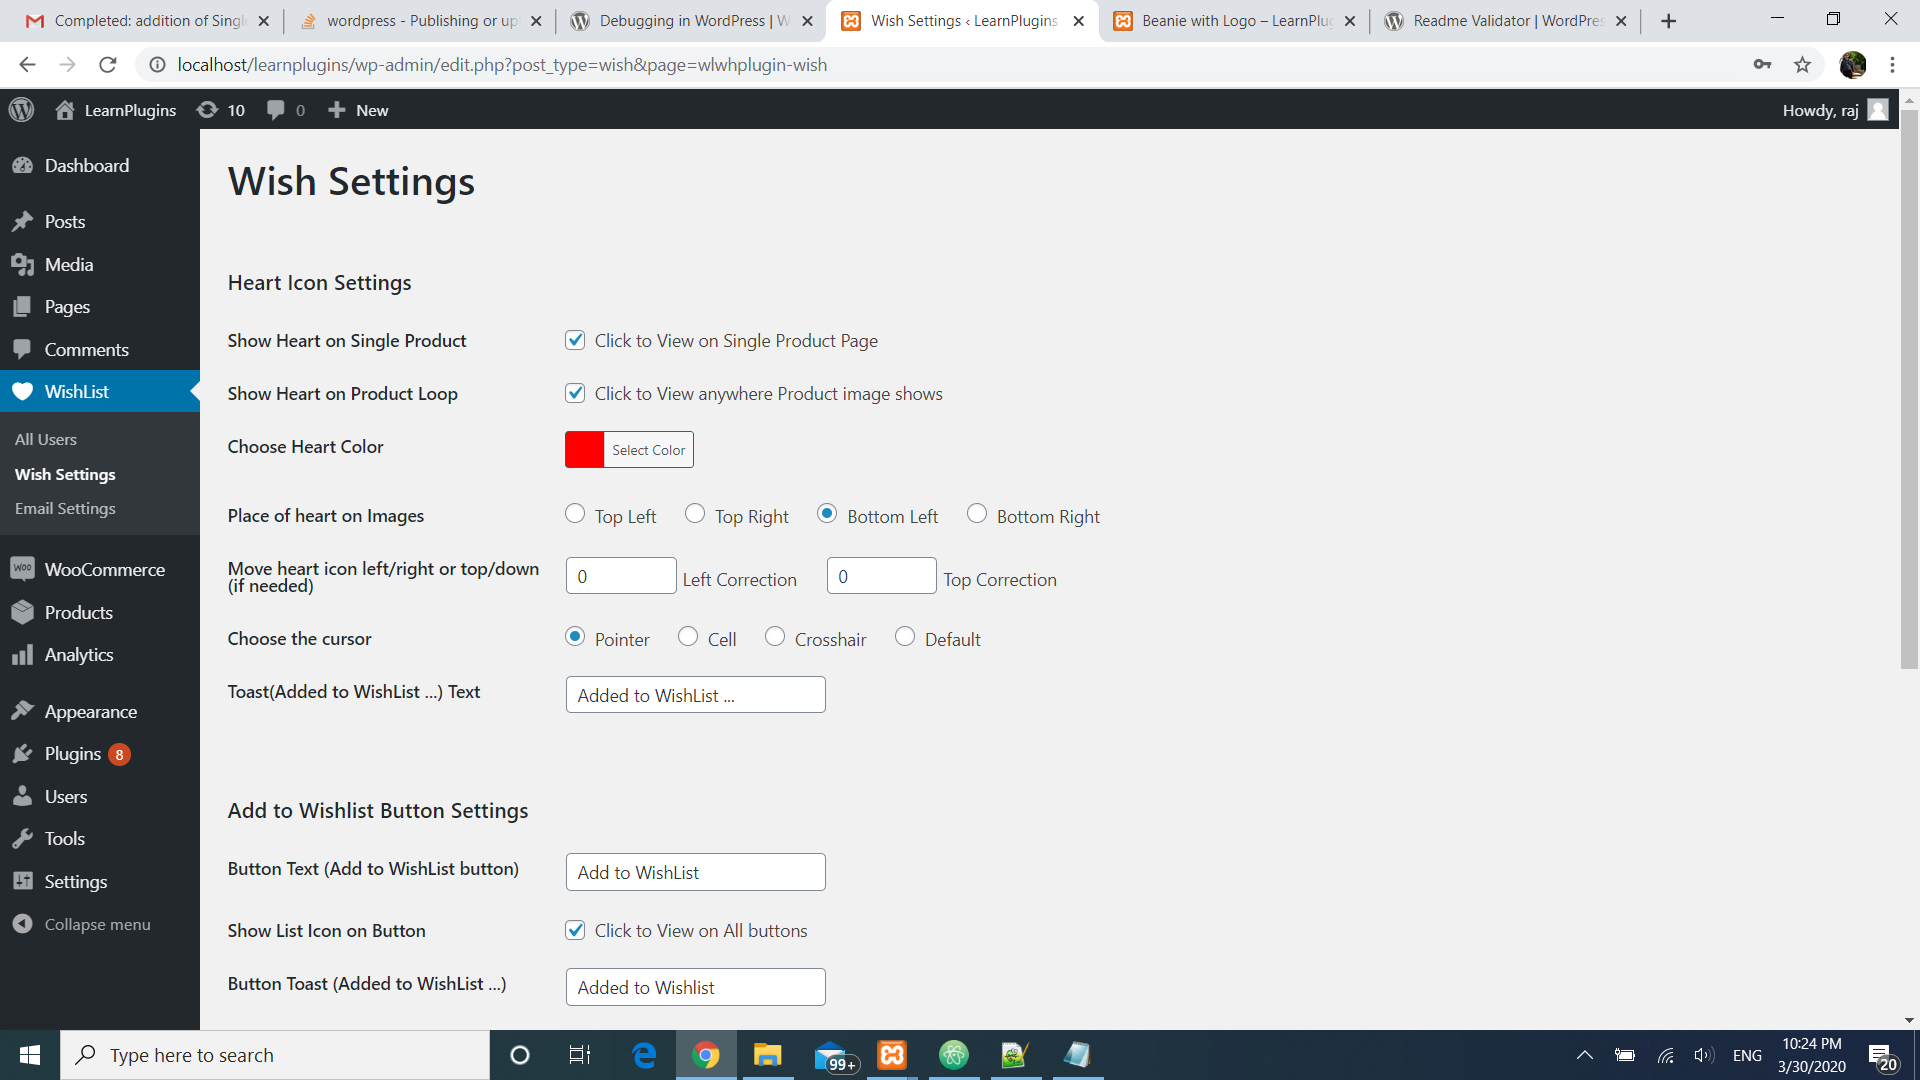 Completed: addition of Singl
wordpress - Publishing or up
Debugging in WordPress | W
Wish Settings ‹ LearnPlugins
Beanie with Logo – LearnPlug
Readme Validator | WordPres
localhost/learnplugins/wp-admin/edit.php?post_type=wish&page=wlwhplugin-wish
LearnPlugins 10 0 New Howdy, raj
Dashboard
Posts
Media
Pages
Comments
WishList
All Users
Wish Settings
Email Settings
WOO WooCommerce
Products
Analytics
Appearance
Plugins 8
Users
Tools
Settings
Collapse menu
Wish Settings
Heart Icon Settings
Show Heart on Single Product Click to View on Single Product Page
Show Heart on Product Loop Click to View anywhere Product image shows
Choose Heart Color Select Color
Place of heart on Images Top Left Top Right Bottom Left Bottom Right
Move heart icon left/right or top/down
(if needed)
0 Left Correction 0 Top Correction
Choose the cursor Pointer Cell Crosshair Default
Toast(Added to WishList ...) Text Added to WishList ...
Add to Wishlist Button Settings
Button Text (Add to WishList button) Add to WishList
Show List Icon on Button Click to View on All buttons
Button Toast (Added to WishList ...) Added to Wishlist
Type here to search
99+
ENG
10:24 PM
3/30/2020
20